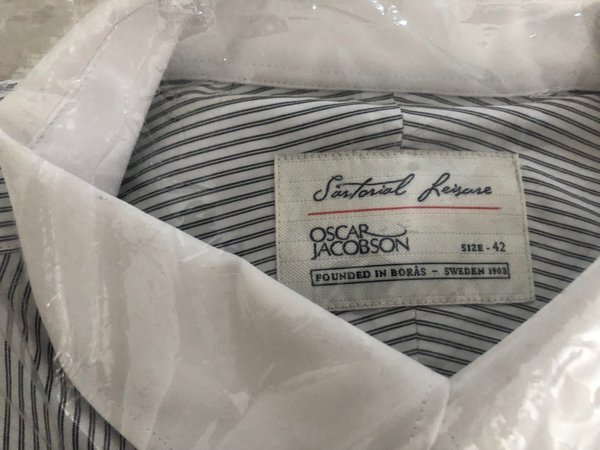 Sartorial Leisure
OSCAR
JACOBSON
SIZE - 42
FOUNDED IN BORÅS - SWEDEN 1903